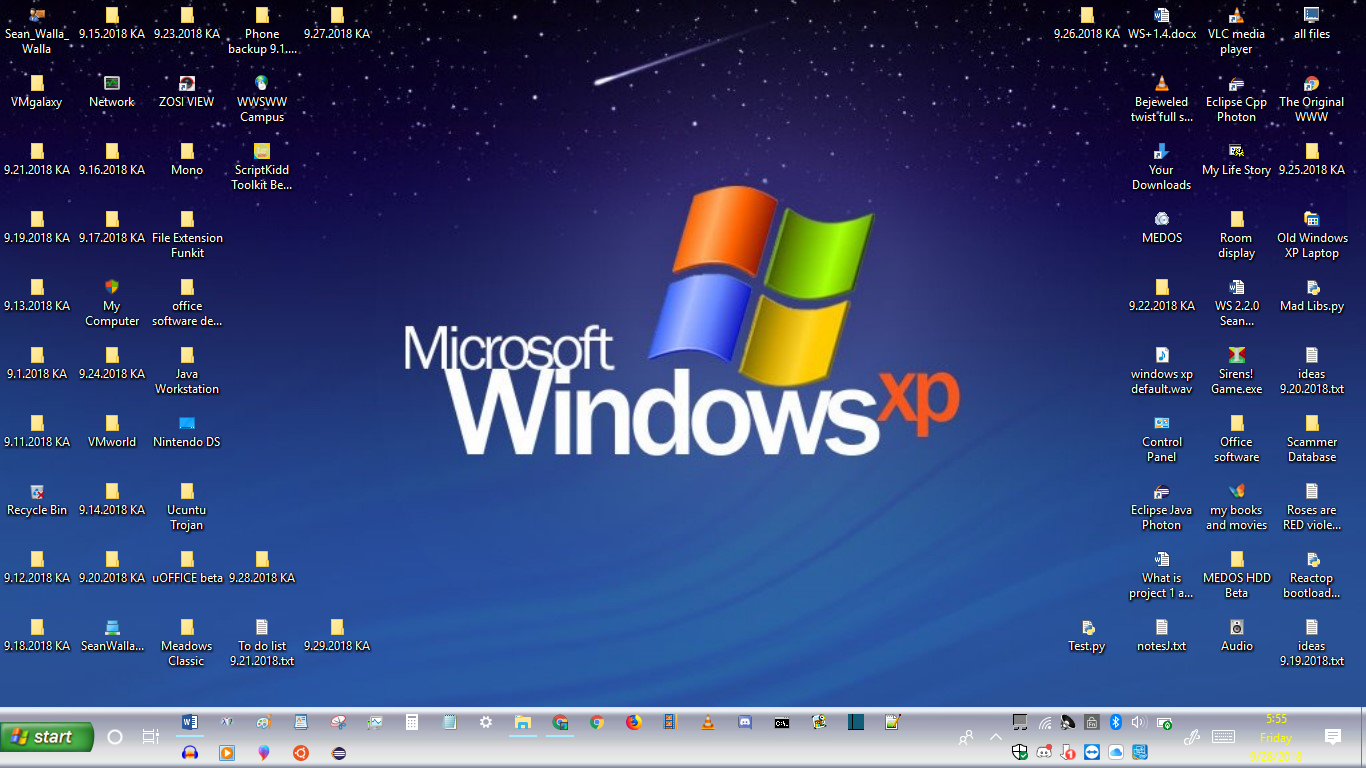 Sean_Walla_
Walla
9.15.2018 KA
9.23.2018 KA
Phone
backup 9.1....
9.27.2018 KA
9.26.2018 KA
WS+1.4.docx
VLC media
player
all files
VMgalaxy
Network
ZOSI VIEW
WWSWW
Campus
Bejeweled
twist full s...
Eclipse Cpp
Photon
The Original
WWW
9.21.2018 KA
9.16.2018 KA
Mono
ScriptKidd
Toolkit Be...
Your
Downloads
My Life Story
9.25.2018 KA
9.19.2018 KA
9.17.2018 KA
File Extension
Funkit
MEDOS
Room
display
Old Windows
XP Laptop
9.13.2018 KA
My
Computer
office
software de...
9.22.2018 KA
WS 2.2.0
Sean...
Mad Libs.py
Microsoft
Windows xp
9.1.2018 KA
9.24.2018 KA
Java
Workstation
windows xp
default.wav
Sirens!
Game.exe
ideas
9.20.2018.txt
9.11.2018 KA
VMworld
Nintendo DS
Control
Panel
Office
software
Scammer
Database
Recycle Bin
9.14.2018 KA
Ucuntu
Trojan
Eclipse Java
Photon
my books
and movies
Roses are
RED viole...
9.12.2018 KA
9.20.2018 KA
uOFFICE beta
9.28.2018 KA
What is
project 1 a...
MEDOS HDD
Beta
Reactop
bootload...
9.18.2018 KA
SeanWalla...
Meadows
Classic
To do list
9.21.2018.txt
9.29.2018 KA
Test.py
notesJ.txt
Audio
ideas
9.19.2018.txt
start
5:55
Friday
9/28/2018